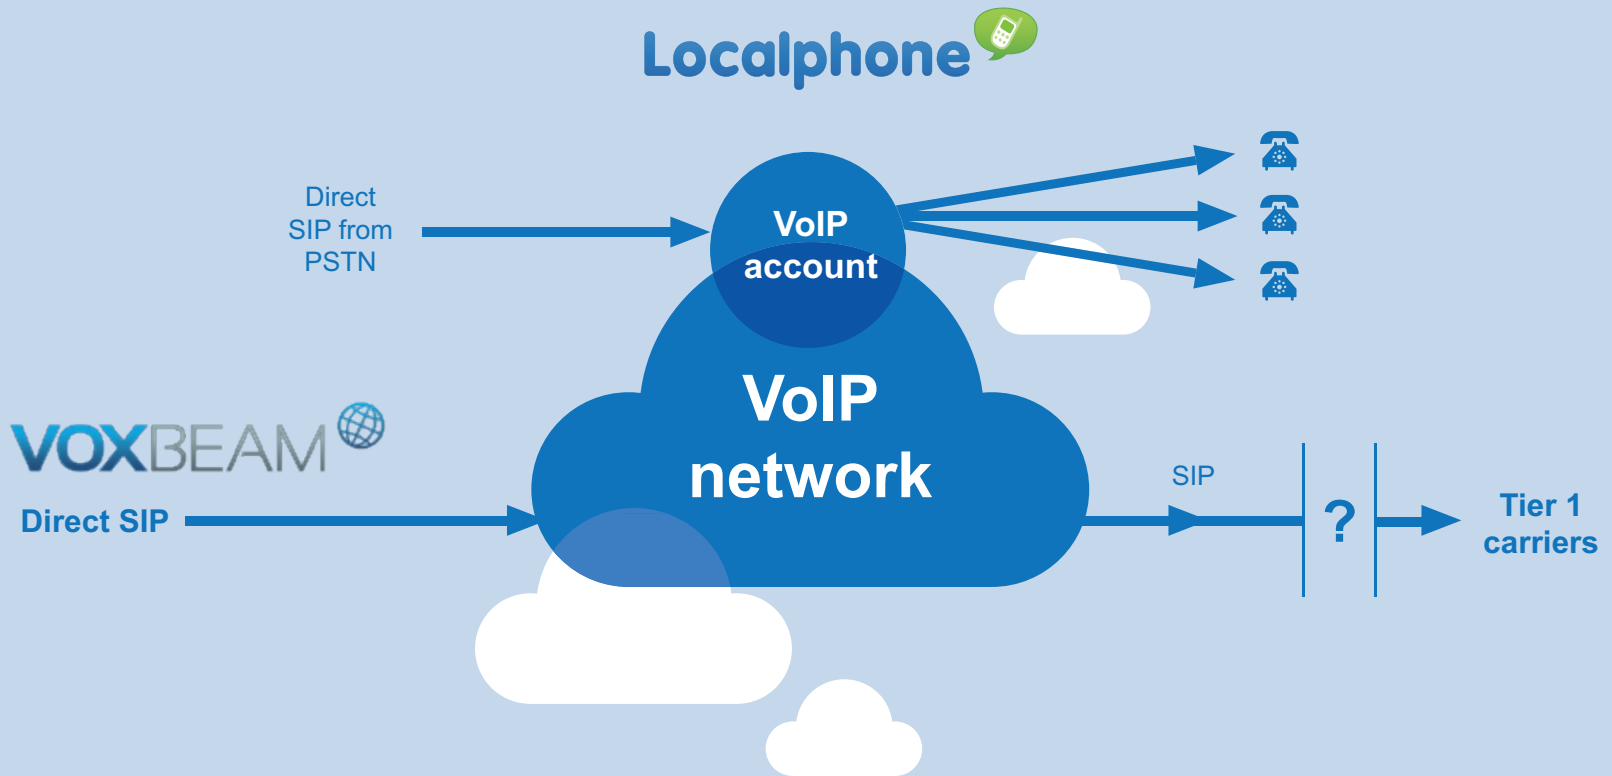 Localphone
Direct
SIP from
PSTN
VoIP
account
VoIP
network
VOXBEAM
Direct SIP
SIP
?
Tier 1
carriers